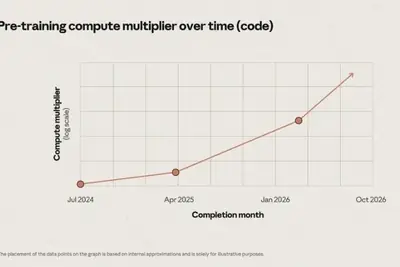 Pre-training compute multiplier over time (code)
Compute multiplier
(log scale)
Jul 2024
Apr 2025
Jan 2026
Oct 2026
Completion month
The placement of the data points on the graph is based on internal approximations and is solely for illustrative purposes.